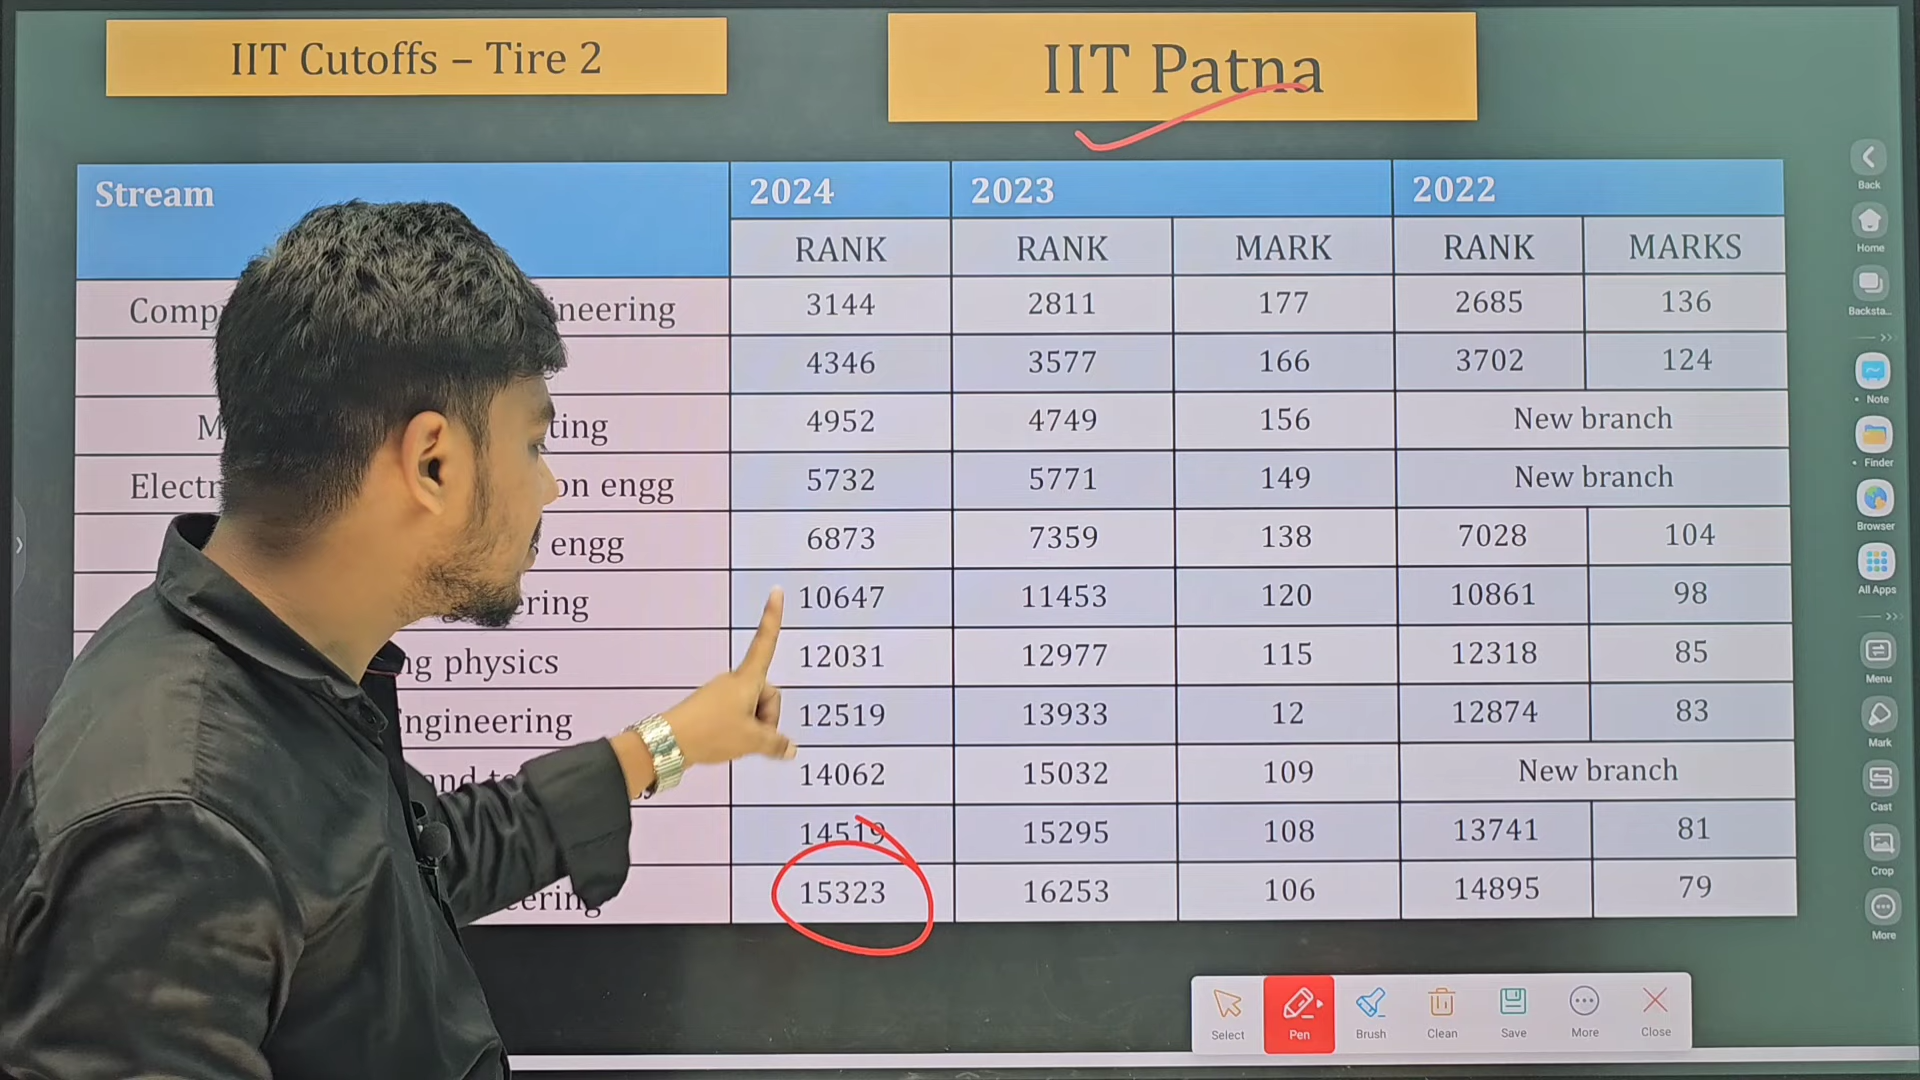 IIT Cutoffs – Tire 2
IIT Patna
Stream 2024 2023 2022
RANK RANK MARK RANK MARKS
Comp ineering 3144 2811 177 2685 136
4346 3577 166 3702 124
M ting 4952 4749 156 New branch
Electr on engg 5732 5771 149 New branch
s engg 6873 7359 138 7028 104
ering 10647 11453 120 10861 98
ng physics 12031 12977 115 12318 85
Engineering 12519 13933 12 12874 83
and 14062 15032 109 New branch
14519 15295 108 13741 81
ering 15323 16253 106 14895 79
Back
Home
Backsta...
Note
Finder
Browser
All Apps
Menu
Mark
Cast
Crop
More
Select Pen Brush Clean Save More Close